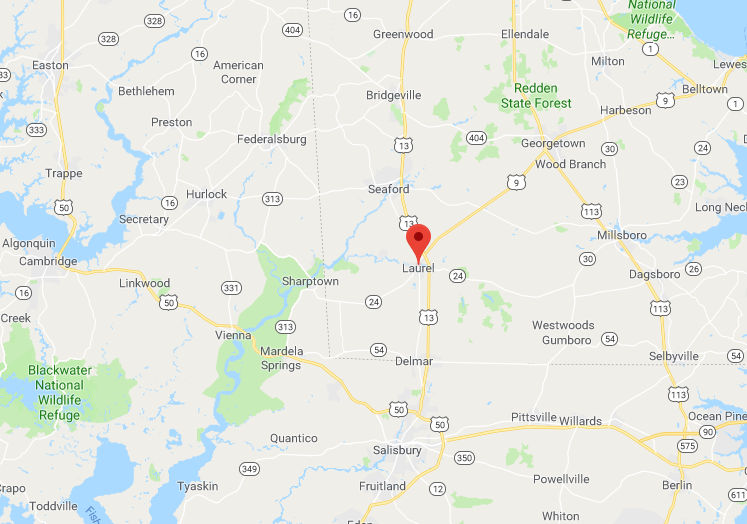 National
Wildlife
Refuge...
16
328
404
Greenwood
Ellendale
328
16
1
Easton
American
Corner
Milton
Lewes
Bethlehem
Bridgeville
Redden
State Forest
Belltown
9
Harbeson
333
Preston
Federalsburg
13
404
Georgetown
30
24
Wood Branch
Trappe
Hurlock
313
Seaford
9
23
50
16
113
Long Neck
Secretary
13
Algonquin
Cambridge
Millsboro
30
Laurel
24
Dagsboro
26
Linkwood
Sharptown
331
16
50
24
113
Creek
313
13
Westwoods
Gumboro
54
Vienna
Mardela
Springs
54
Delmar
Selbyville
54
Blackwater
National
Wildlife
Refuge
113
50
50
Pittsville
Willards
Ocean Pine
90
Quantico
Salisbury
575
349
350
Powellville
Berlin
Tyaskin
Fruitland
12
611
Toddville
Whiton